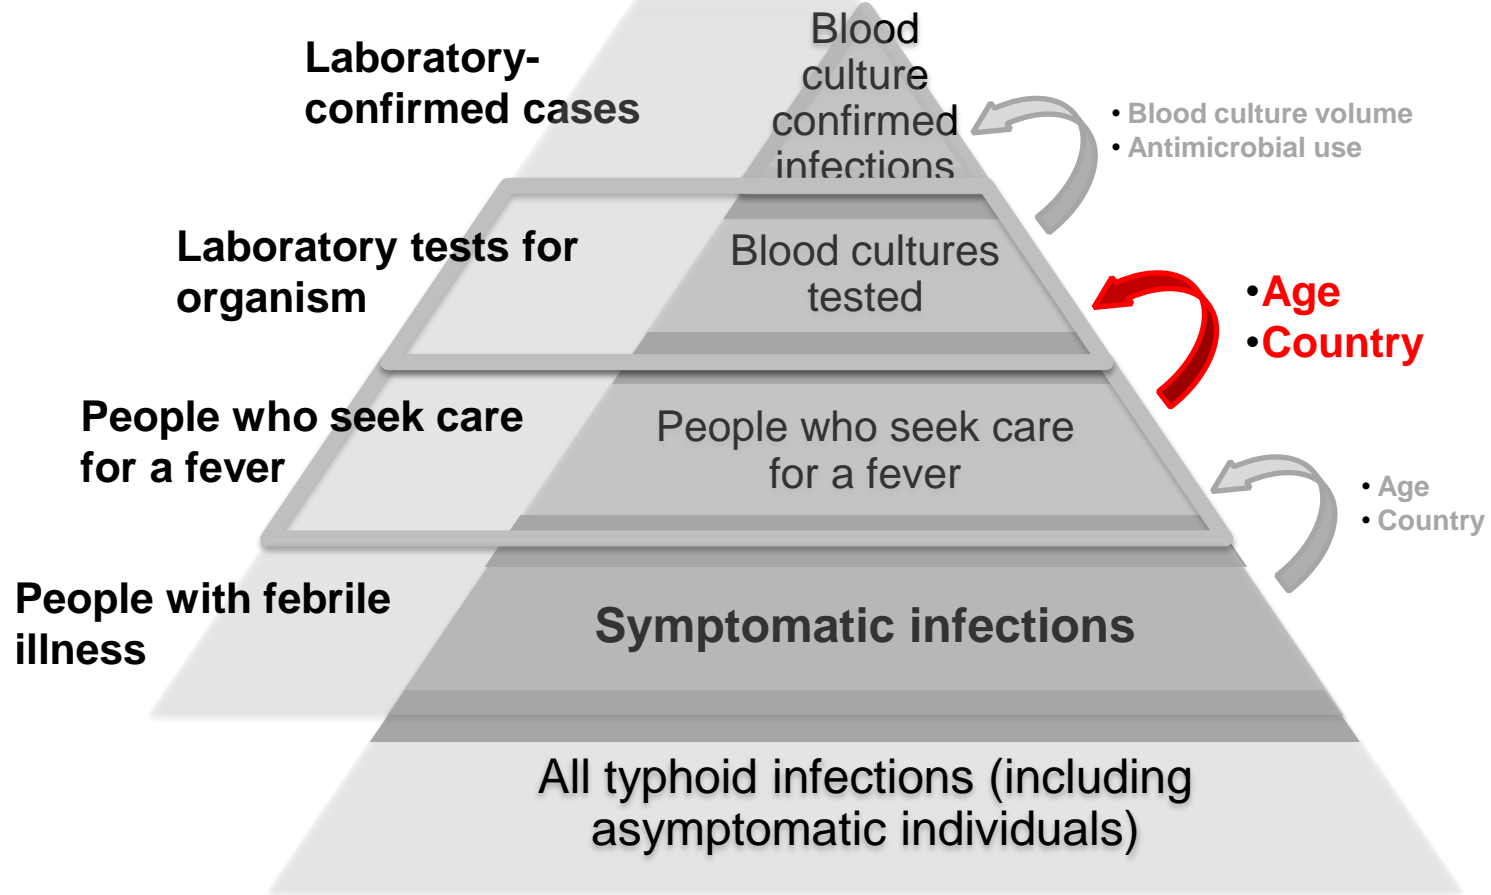 Laboratory-
confirmed cases
Blood
culture
confirmed
infections
• Blood culture volume
• Antimicrobial use
Laboratory tests for
organism
Blood cultures
tested
•Age
•Country
People who seek care
for a fever
People who seek care
for a fever
• Age
• Country
People with febrile
illness
Symptomatic infections
All typhoid infections (including
asymptomatic individuals)